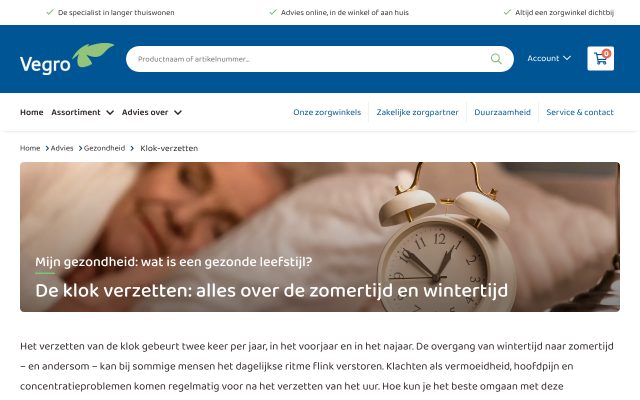 De specialist in langer thuiswonen
Advies online, in de winkel of aan huis
Altijd een zorgwinkel dichtbij
Vegro
Productnaam of artikelnummer...
Account
0
Home
Assortiment
Advies over
Onze zorgwinkels
Zakelijke zorgpartner
Duurzaamheid
Service & contact
Home
Advies
Gezondheid
Klok-verzetten
Mijn gezondheid: wat is een gezonde leefstijl?
De klok verzetten: alles over de zomertijd en wintertijd
Het verzetten van de klok gebeurt twee keer per jaar, in het voorjaar en in het najaar. De overgang van wintertijd naar zomertijd
– en andersom – kan bij sommige mensen het dagelijkse ritme flink verstoren. Klachten als vermoeidheid, hoofdpijn en
concentratieproblemen komen regelmatig voor na het verzetten van het uur. Hoe kun je het beste omgaan met deze